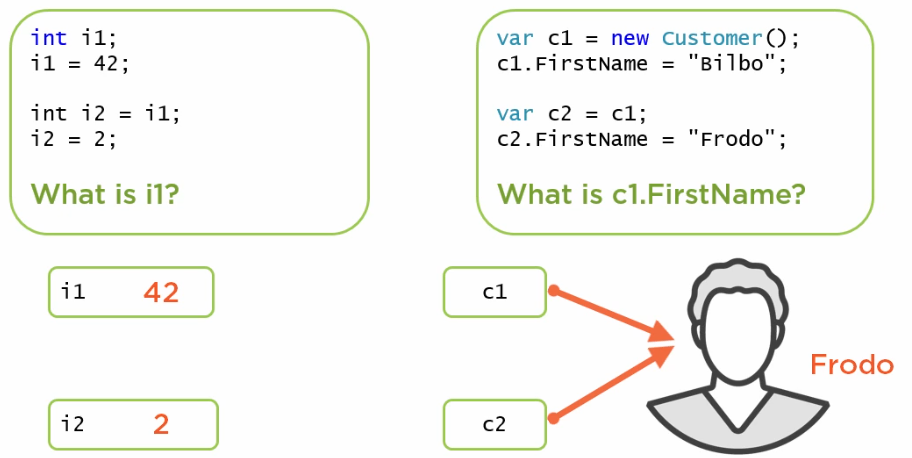 int i1;
i1 = 42;
int i2 = i1;
i2 = 2;
What is i1?
var c1 = new Customer();
c1.FirstName = "Bilbo";
var c2 = c1;
c2.FirstName = "Frodo";
What is c1.FirstName?
i1 42
c1
Frodo
i2 2
c2